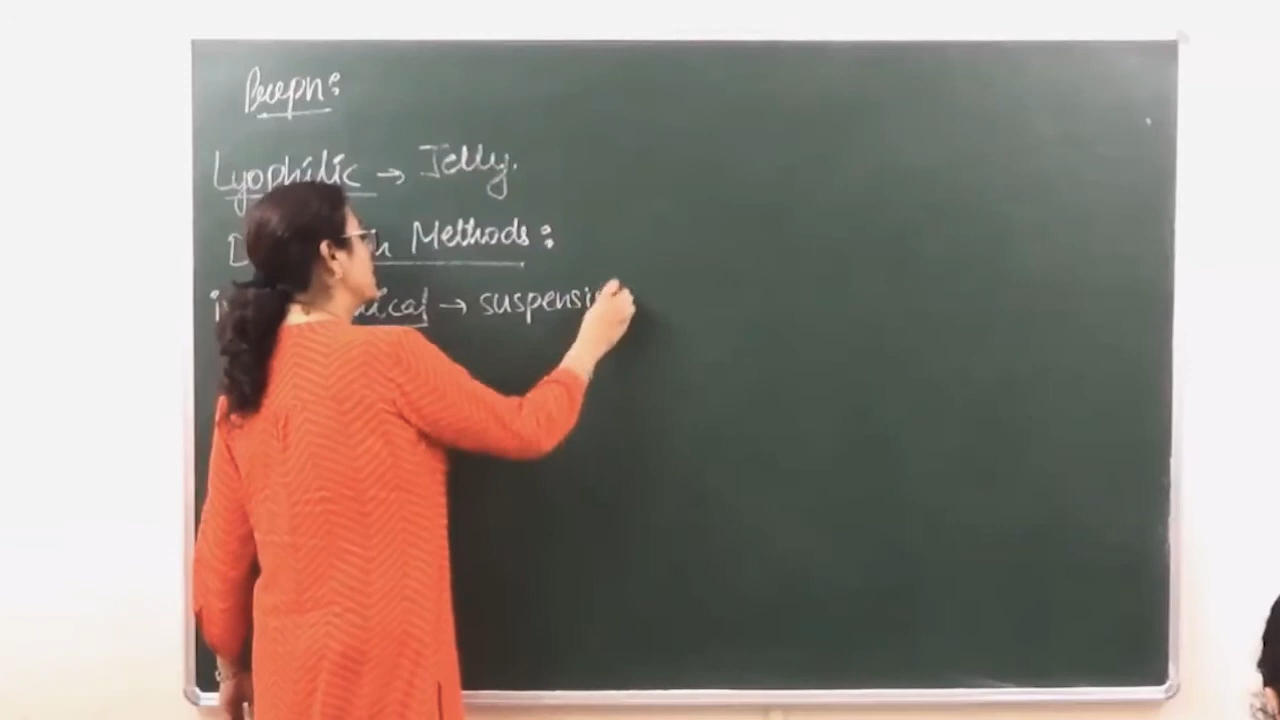 Prepn:
Lyophilic → Jelly.
Methods:
→ suspensi